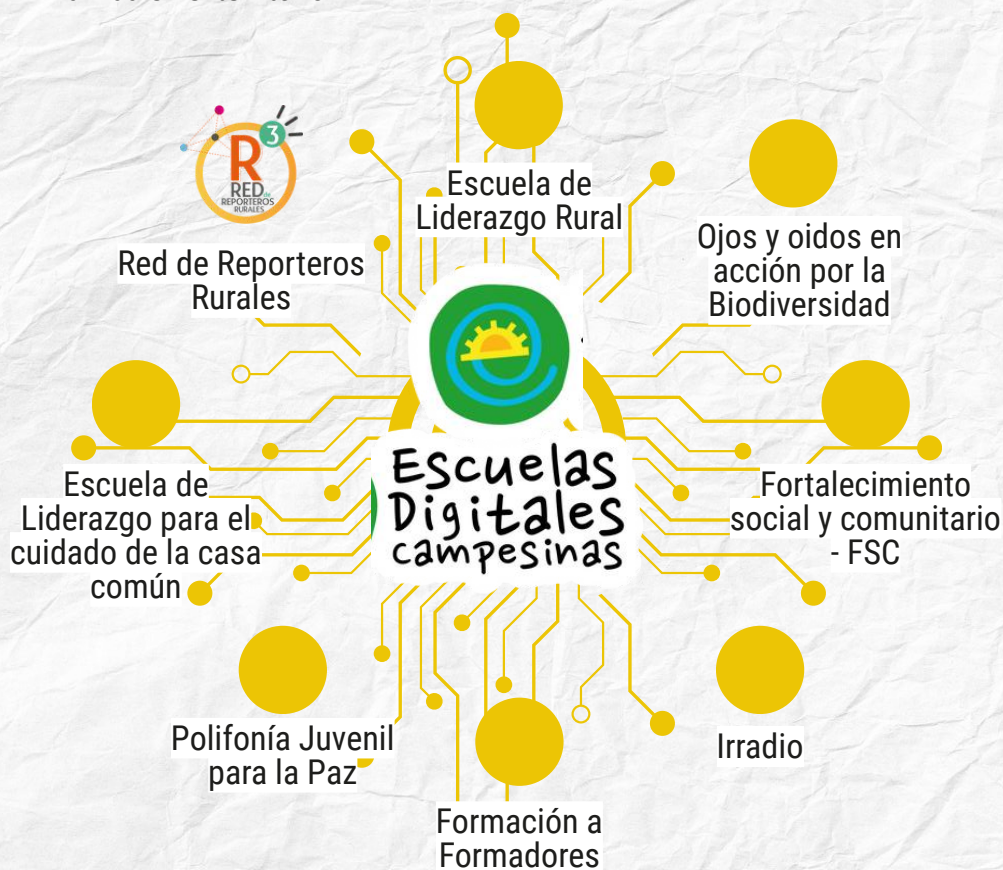 Escuela de
Liderazgo Rural
R3
RED de
REPORTEROS
RURALES
Red de Reporteros
Rurales
Ojos y oidos en
acción por la
Biodiversidad
Escuelas
Digitales
campesinas
Escuela de
Liderazgo para el
cuidado de la casa
común
Fortalecimiento
social y comunitario
- FSC
Polifonía Juvenil
para la Paz
Irradio
Formación a
Formadores